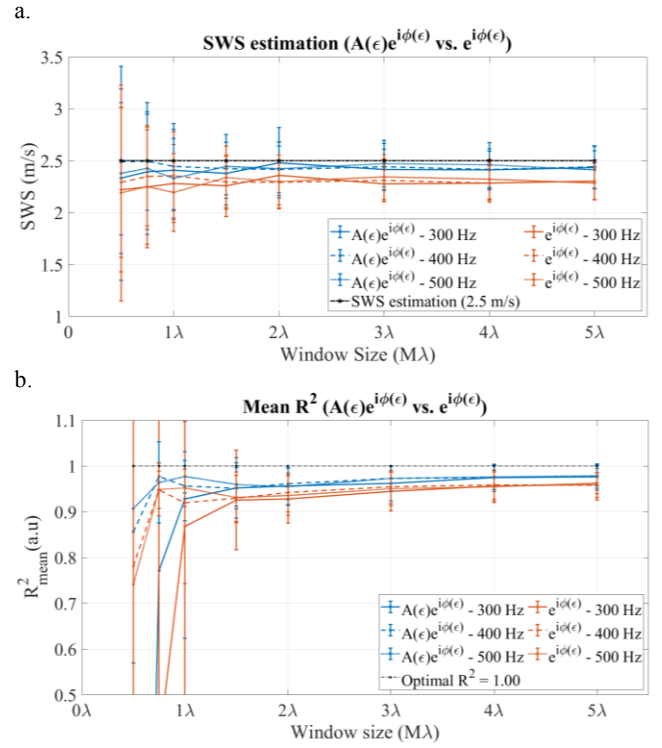 a.
SWS estimation (A(ϵ)e^{iϕ(ϵ)} vs. e^{iϕ(ϵ)})
3.5
3
2.5
2
1.5
1
SWS (m/s)
A(ϵ)e^{iϕ(ϵ)} - 300 Hz
A(ϵ)e^{iϕ(ϵ)} - 400 Hz
A(ϵ)e^{iϕ(ϵ)} - 500 Hz
SWS estimation (2.5 m/s)
e^{iϕ(ϵ)} - 300 Hz
e^{iϕ(ϵ)} - 400 Hz
e^{iϕ(ϵ)} - 500 Hz
0 1λ 2λ 3λ 4λ 5λ
Window Size (Mλ)
b.
Mean R² (A(ϵ)e^{iϕ(ϵ)} vs. e^{iϕ(ϵ)})
1.1
1
0.9
0.8
0.7
0.6
0.5
R²_{mean} (a.u)
A(ϵ)e^{iϕ(ϵ)} - 300 Hz
A(ϵ)e^{iϕ(ϵ)} - 400 Hz
A(ϵ)e^{iϕ(ϵ)} - 500 Hz
Optimal R² = 1.00
e^{iϕ(ϵ)} - 300 Hz
e^{iϕ(ϵ)} - 400 Hz
e^{iϕ(ϵ)} - 500 Hz
0λ 1λ 2λ 3λ 4λ 5λ
Window size (Mλ)